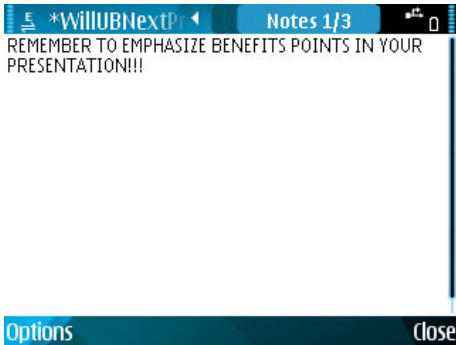 E *WillUBNextPr Notes 1/3
REMEMBER TO EMPHASIZE BENEFITS POINTS IN YOUR
PRESENTATION!!!
Options Close